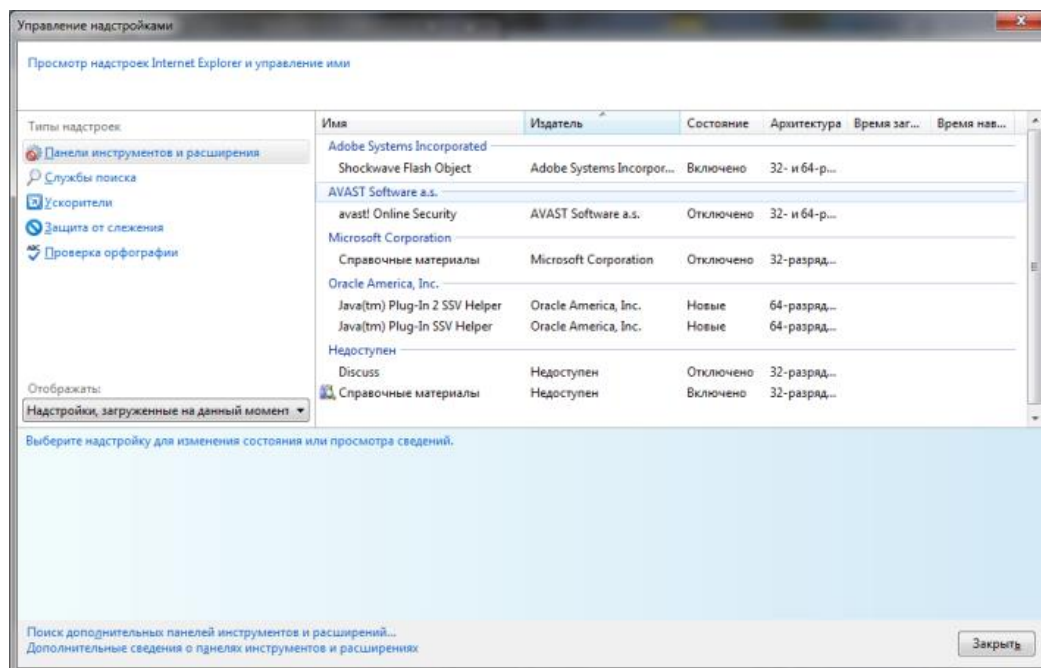 Управление надстройками
Просмотр надстроек Internet Explorer и управление ими
Типы надстроек
Панели инструментов и расширения
Службы поиска
Ускорители
Защита от слежения
Проверка орфографии
Отображать:
Надстройки, загруженные на данный момент
Имя Издатель Состояние Архитектура Время заг... Время нав...
Adobe Systems Incorporated
Shockwave Flash Object Adobe Systems Incorpor... Включено 32- и 64-р...
AVAST Software a.s.
avast! Online Security AVAST Software a.s. Отключено 32- и 64-р...
Microsoft Corporation
Справочные материалы Microsoft Corporation Отключено 32-разряд...
Oracle America, Inc.
Java(tm) Plug-In 2 SSV Helper Oracle America, Inc. Новые 64-разряд...
Java(tm) Plug-In SSV Helper Oracle America, Inc. Новые 64-разряд...
Недоступен
Discuss Недоступен Отключено 32-разряд...
Справочные материалы Недоступен Включено 32-разряд...
Выберите надстройку для изменения состояния или просмотра сведений.
Поиск дополнительных панелей инструментов и расширений...
Дополнительные сведения о панелях инструментов и расширениях
Закрыть